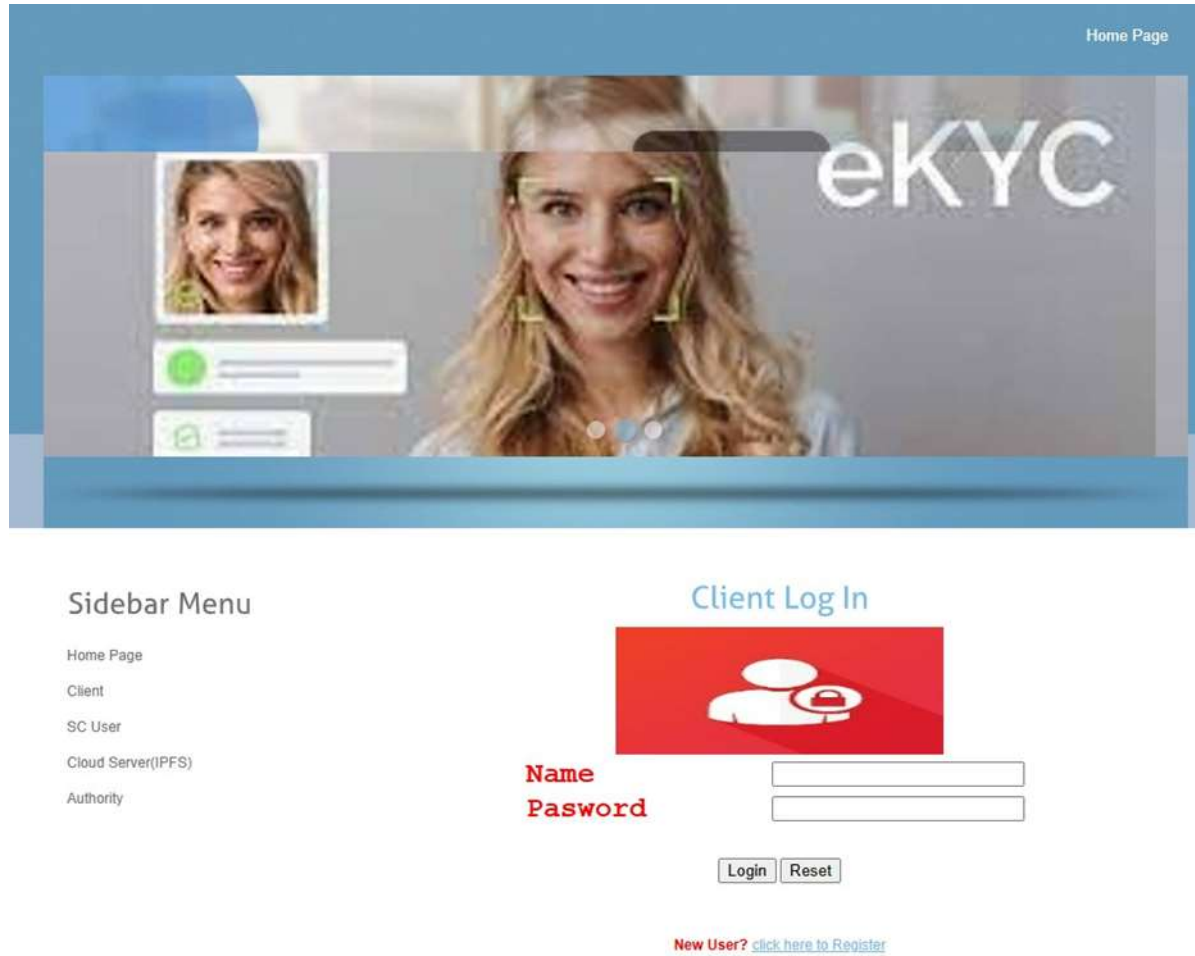 Home Page
eKYC
Sidebar Menu
Home Page
Client
SC User
Cloud Server(IPFS)
Authority
Client Log In
Name
Pasword
Login Reset
New User? click here to Register